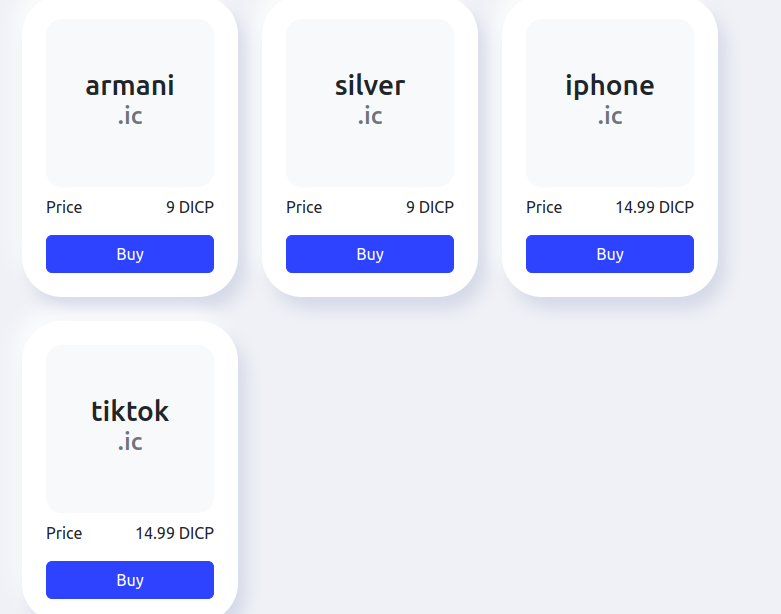 armani
.ic
Price 9 DICP
Buy
silver
.ic
Price 9 DICP
Buy
iphone
.ic
Price 14.99 DICP
Buy
tiktok
.ic
Price 14.99 DICP
Buy